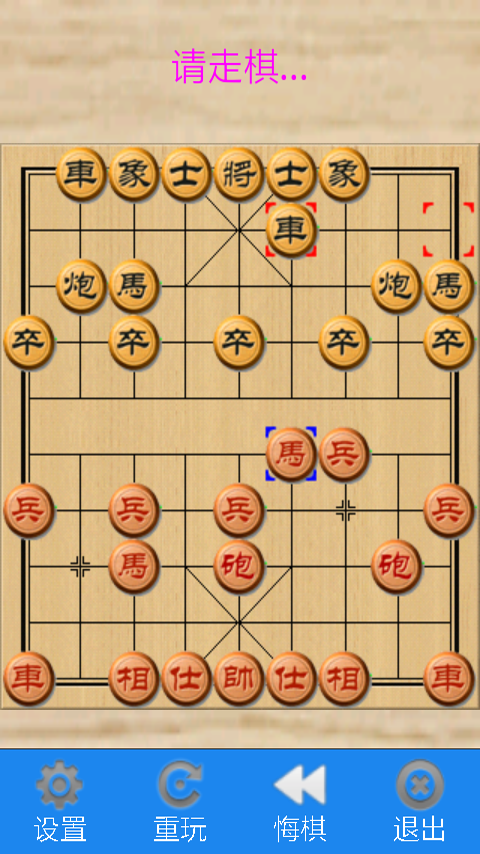 请走棋...
車象士將士象
車
炮馬炮馬
卒卒卒卒卒
馬兵
兵兵兵兵
馬砲砲
車相仕帥仕相車
设置 重玩 悔棋 退出